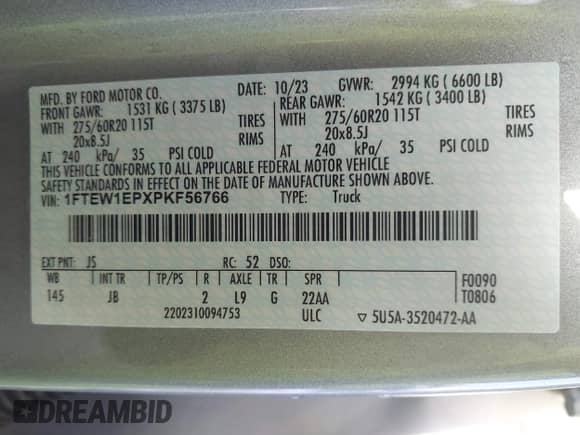 MFD. BY FORD MOTOR CO.
DATE: 10/23 GVWR: 2994 KG ( 6600 LB)
FRONT GAWR: 1531 KG ( 3375 LB) REAR GAWR: 1542 KG ( 3400 LB)
WITH 275/60R20 115T TIRES WITH 275/60R20 115T TIRES
20x8.5J RIMS 20x8.5J RIMS
AT 240 kPa/ 35 PSI COLD AT 240 kPa/ 35 PSI COLD
THIS VEHICLE CONFORMS TO ALL APPLICABLE FEDERAL MOTOR VEHICLE
SAFETY STANDARDS IN EFFECT ON THE DATE OF MANUFACTURE SHOWN ABOVE.
VIN: 1FTEW1EPXPKF56766 TYPE: Truck
EXT PNT: JS RC: 52 DSO:
WB INT TR TP/PS R AXLE TR SPR F0090
145 JB 2 L9 G 22AA T0806
2202310094753 ULC ▽ 5U5A-3520472-AA
DREAMBID